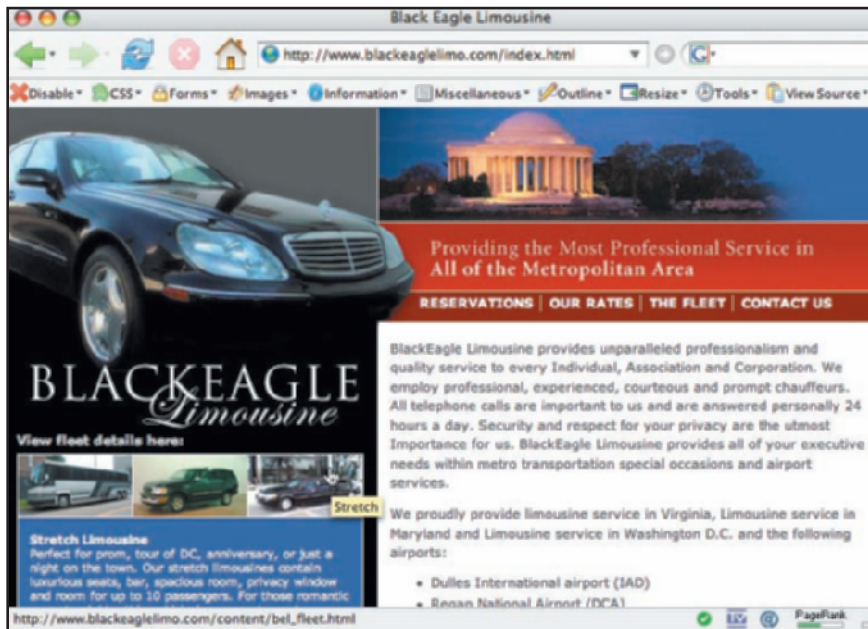 Black Eagle Limousine
http://www.blackeaglelimo.com/index.html
G
Disable CSS Forms Images Information Miscellaneous Outline Resize Tools View Source
Providing the Most Professional Service in
All of the Metropolitan Area
RESERVATIONS | OUR RATES | THE FLEET | CONTACT US
BLACKEAGLE
Limousine
View fleet details here:
Stretch
Stretch Limousine
Perfect for prom, tour of DC, anniversary, or just a
night on the town. Our stretch limousines contain
luxurious seats, bar, spacious room, privacy window
and room for up to 10 passengers. For those romantic
BlackEagle Limousine provides unparalleled professionalism and
quality service to every Individual, Association and Corporation. We
employ professional, experienced, courteous and prompt chauffeurs.
All telephone calls are important to us and are answered personally 24
hours a day. Security and respect for your privacy are the utmost
Importance for us. BlackEagle Limousine provides all of your executive
needs within metro transportation special occasions and airport
services.
We proudly provide limousine service in Virginia, Limousine service in
Maryland and Limousine service in Washington D.C. and the following
airports:
• Dulles International airport (IAD)
• Regan National Airport (DCA)
http://www.blackeaglelimo.com/content/bel_fleet.html
PageRank